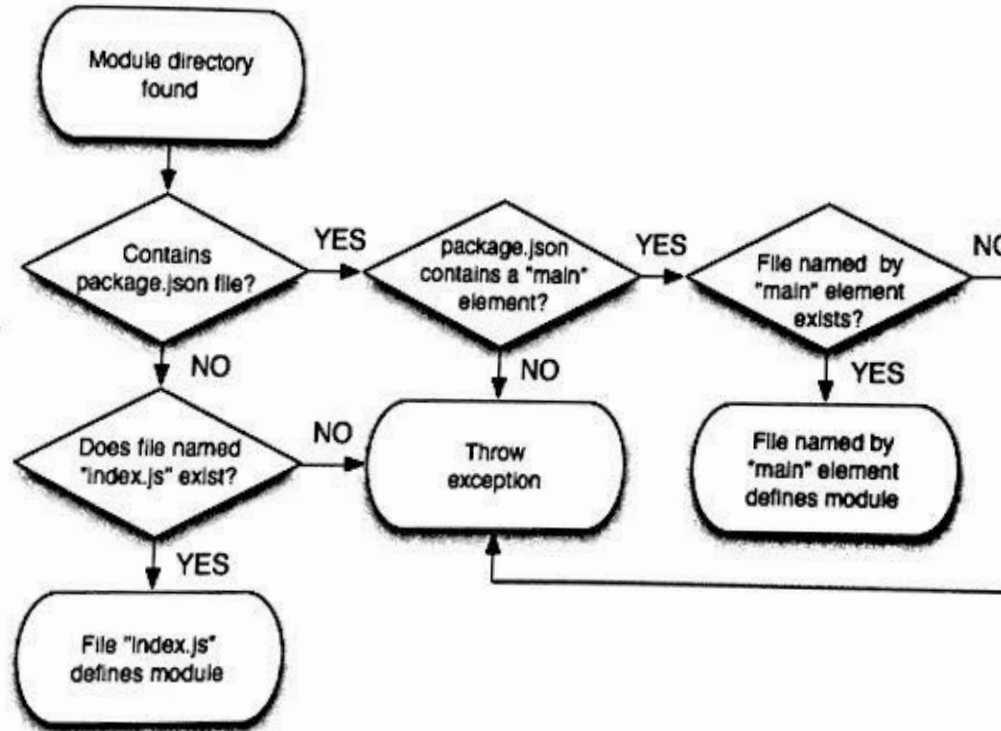 Module directory
found
Contains
package.json file?
YES
package.json
contains a "main"
element?
YES
File named by
"main" element
exists?
NO
NO
Does file named
"index.js" exist?
NO
NO
Throw
exception
YES
File named by
"main" element
defines module
YES
File "index.js"
defines module